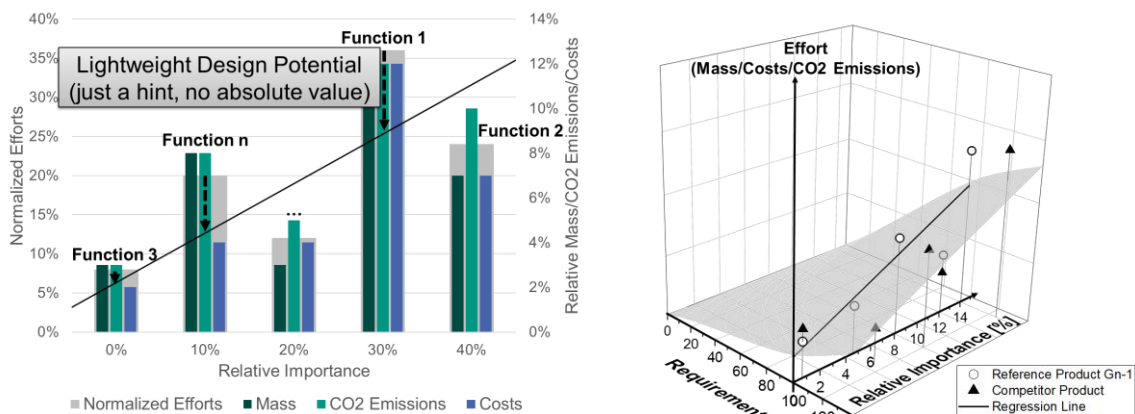 40%
35%
30%
25%
20%
15%
10%
5%
0%
Normalized Efforts
14%
12%
10%
8%
6%
4%
2%
0%
Relative Mass/CO2 Emissions/Costs
Function 1
Lightweight Design Potential
(just a hint, no absolute value)
Function n
Function 2
...
Function 3
0% 10% 20% 30% 40%
Relative Importance
Normalized Efforts Mass CO2 Emissions Costs
Effort
(Mass/Costs/CO2 Emissions)
0 20 40 60 80 100
2 4 6 8 10 12 14
Relative Importance [%]
Reference Product Gn-1
Competitor Product
Regression Line